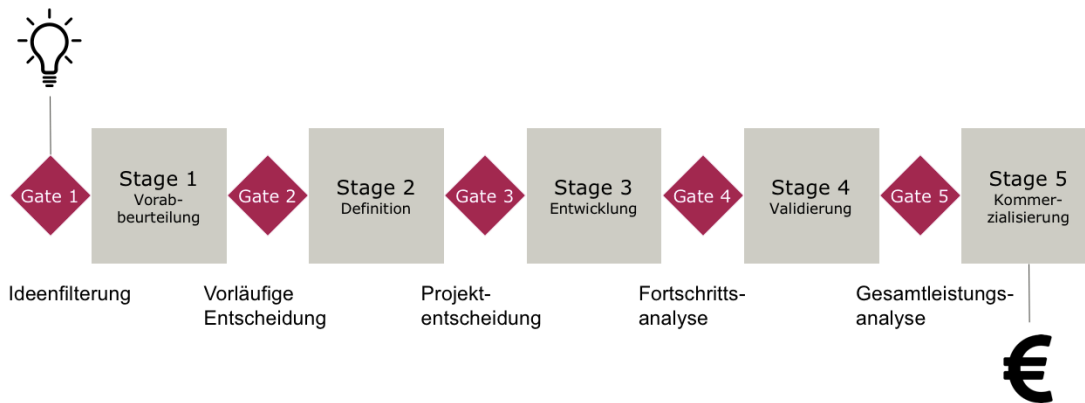 Gate 1
Stage 1
Vorab-
beurteilung
Gate 2
Stage 2
Definition
Gate 3
Stage 3
Entwicklung
Gate 4
Stage 4
Validierung
Gate 5
Stage 5
Kommer-
zialisierung
Ideenfilterung
Vorläufige
Entscheidung
Projekt-
entscheidung
Fortschritts-
analyse
Gesamtleistungs-
analyse
€